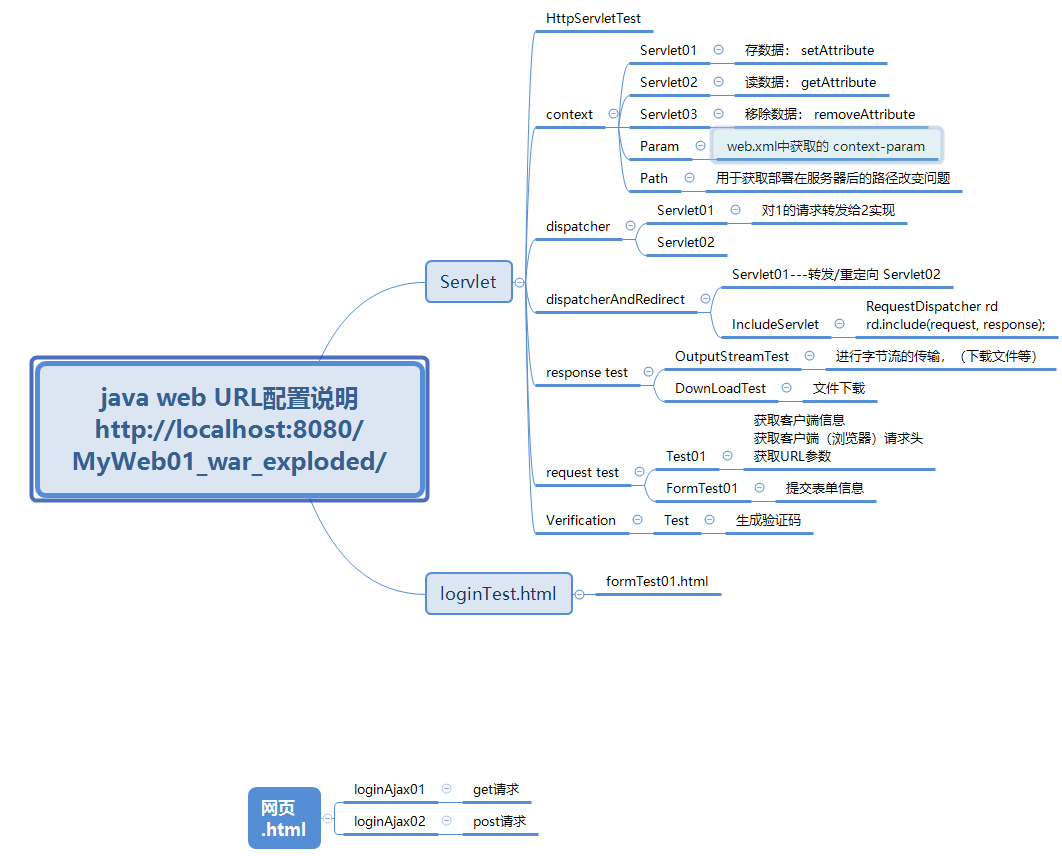 java web URL配置说明
http://localhost:8080/
MyWeb01_war_exploded/
Servlet
HttpServletTest
context
Servlet01
存数据： setAttribute
Servlet02
读数据： getAttribute
Servlet03
移除数据： removeAttribute
Param
web.xml中获取的 context-param
Path
用于获取部署在服务器后的路径改变问题
dispatcher
Servlet01
对1的请求转发给2实现
Servlet02
dispatcherAndRedirect
Servlet01---转发/重定向 Servlet02
IncludeServlet
RequestDispatcher rd
rd.include(request, response);
response test
OutputStreamTest
进行字节流的传输，（下载文件等）
DownLoadTest
文件下载
request test
Test01
获取客户端信息
获取客户端（浏览器）请求头
获取URL参数
FormTest01
提交表单信息
Verification
Test
生成验证码
loginTest.html
formTest01.html
网页
.html
loginAjax01
get请求
loginAjax02
post请求